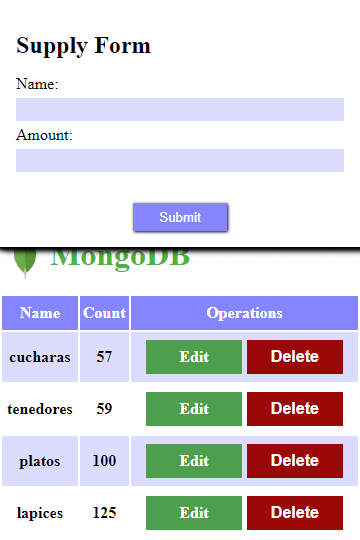 Supply Form
Name:
Amount:
Submit
MongoDB
Name Count Operations
cucharas 57 Edit Delete
tenedores 59 Edit Delete
platos 100 Edit Delete
lapices 125 Edit Delete